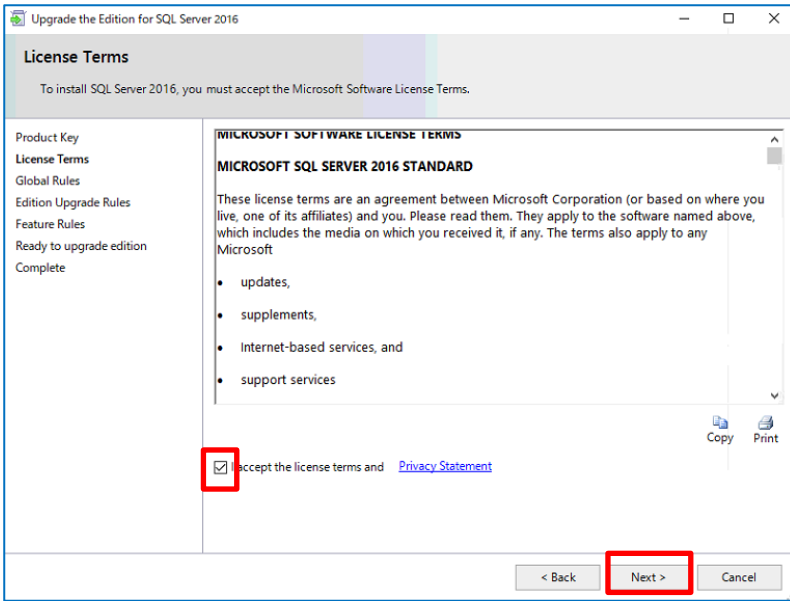 Upgrade the Edition for SQL Server 2016
License Terms
To install SQL Server 2016, you must accept the Microsoft Software License Terms.
Product Key
License Terms
Global Rules
Edition Upgrade Rules
Feature Rules
Ready to upgrade edition
Complete
MICROSOFT SOFTWARE LICENSE TERMS
MICROSOFT SQL SERVER 2016 STANDARD
These license terms are an agreement between Microsoft Corporation (or based on where you
live, one of its affiliates) and you. Please read them. They apply to the software named above,
which includes the media on which you received it, if any. The terms also apply to any
Microsoft
• updates,
• supplements,
• Internet-based services, and
• support services
Copy Print
I accept the license terms and Privacy Statement
< Back Next > Cancel